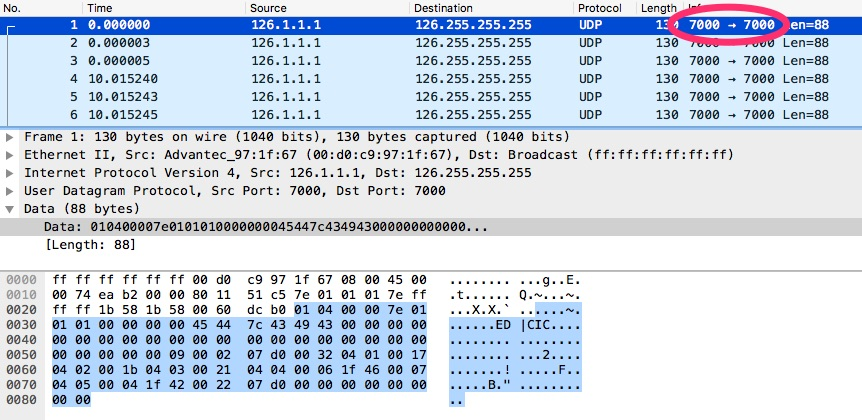 No. Time Source Destination Protocol Length
1 0.000000 126.1.1.1 126.255.255.255 UDP 130 7000 → 7000 Len=88
2 0.000003 126.1.1.1 126.255.255.255 UDP 130 7000 → 7000 Len=88
3 0.000005 126.1.1.1 126.255.255.255 UDP 130 7000 → 7000 Len=88
4 10.015240 126.1.1.1 126.255.255.255 UDP 130 7000 → 7000 Len=88
5 10.015243 126.1.1.1 126.255.255.255 UDP 130 7000 → 7000 Len=88
6 10.015245 126.1.1.1 126.255.255.255 UDP 130 7000 → 7000 Len=88
Frame 1: 130 bytes on wire (1040 bits), 130 bytes captured (1040 bits)
Ethernet II, Src: Advantec_97:1f:67 (00:d0:c9:97:1f:67), Dst: Broadcast (ff:ff:ff:ff:ff:ff)
Internet Protocol Version 4, Src: 126.1.1.1, Dst: 126.255.255.255
User Datagram Protocol, Src Port: 7000, Dst Port: 7000
Data (88 bytes)
Data: 010400007e0101010000000045447c434943000000000000...
[Length: 88]
0000 ff ff ff ff ff ff 00 d0 c9 97 1f 67 08 00 45 00 ........ ...g..E.
0010 00 74 ea b2 00 00 80 11 51 c5 7e 01 01 01 7e ff .t...... Q.~...~.
0020 ff ff 1b 58 1b 58 00 60 dc b0 01 04 00 00 7e 01 ...X.X.` ......~.
0030 01 01 00 00 00 00 45 44 7c 43 49 43 00 00 00 00 ......ED |CIC....
0040 00 00 00 00 00 00 00 00 00 00 00 00 00 00 00 00 ........ ........
0050 00 00 00 00 09 00 02 07 d0 00 32 04 01 00 17 ........ ..2....
0060 04 02 00 1b 04 03 00 21 04 04 00 06 1f 46 00 07 .......! .....F..
0070 04 05 00 04 1f 42 00 22 07 d0 00 00 00 00 00 00 .....B." ........
0080 00 00 ..